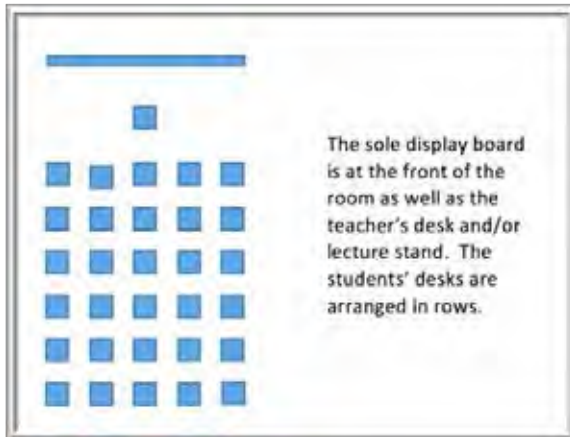 The sole display board
is at the front of the
room as well as the
teacher's desk and/or
lecture stand.  The
students' desks are
arranged in rows.